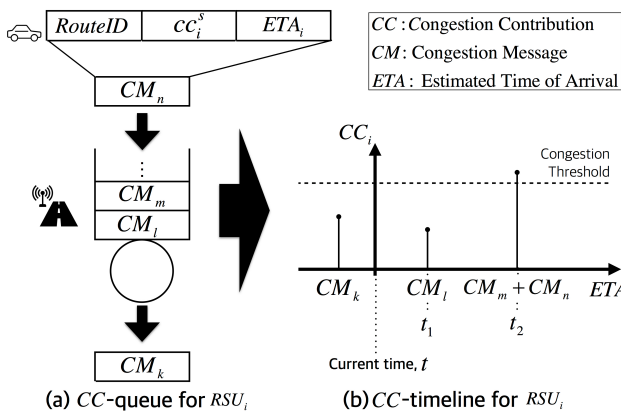 RouteID cc_i^s ETA_i
CM_n
⋮
CM_m
CM_l
CM_k
(a) CC-queue for RSU_i
CC : Congestion Contribution
CM : Congestion Message
ETA : Estimated Time of Arrival
CC_i
Congestion
Threshold
CM_k CM_l CM_m + CM_n ETA
t_1 t_2
Current time, t
(b) CC-timeline for RSU_i